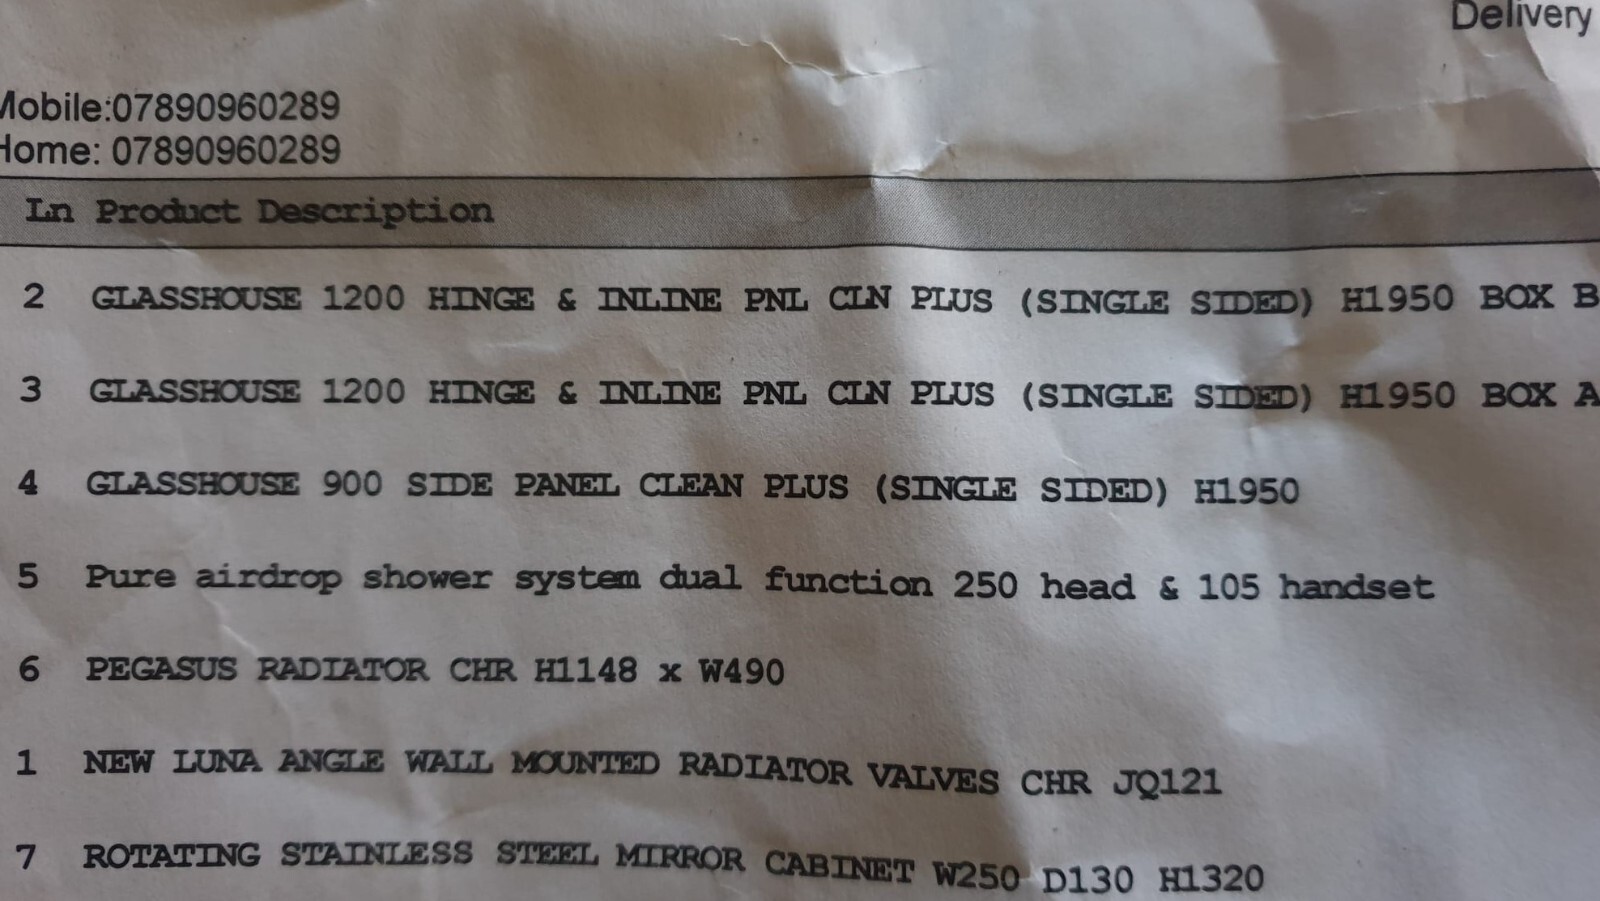 Delivery
Mobile:07890960289
Home: 07890960289
Ln Product Description
2 GLASSHOUSE 1200 HINGE & INLINE PNL CLN PLUS (SINGLE SIDED) H1950 BOX B
3 GLASSHOUSE 1200 HINGE & INLINE PNL CLN PLUS (SINGLE SIDED) H1950 BOX A
4 GLASSHOUSE 900 SIDE PANEL CLEAN PLUS (SINGLE SIDED) H1950
5 Pure airdrop shower system dual function 250 head & 105 handset
6 PEGASUS RADIATOR CHR H1148 x W490
1 NEW LUNA ANGLE WALL MOUNTED RADIATOR VALVES CHR JQ121
7 ROTATING STAINLESS STEEL MIRROR CABINET W250 D130 H1320